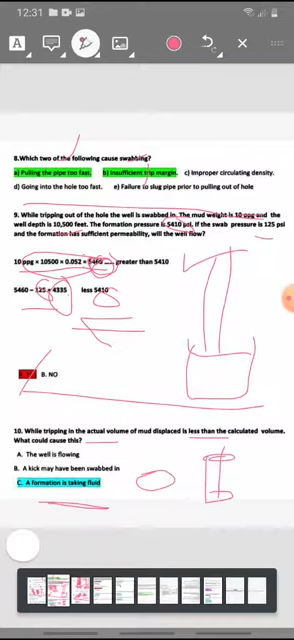 12:31
A
8.Which two of the following cause swabbing?
a) Pulling the pipe too fast. b) Insufficient trip margin. c) Improper circulating density.
d) Going into the hole too fast. e) Failure to slug pipe prior to pulling out of hole
9. While tripping out of the hole the well is swabbed in. The mud weight is 10 ppg and the
well depth is 10,500 feet. The formation pressure is 5410 psi. if the swab pressure is 125 psi
and the formation has sufficient permeability, will the well flow?
10 ppg × 10500 × 0.052 = greater than 5410
5460 – 125 = 4335 less 5410
B. NO
10. While tripping in the actual volume of mud displaced is less than the calculated volume.
What could cause this?
A. The well is flowing
B. A kick may have been swabbed in
C. A formation is taking fluid